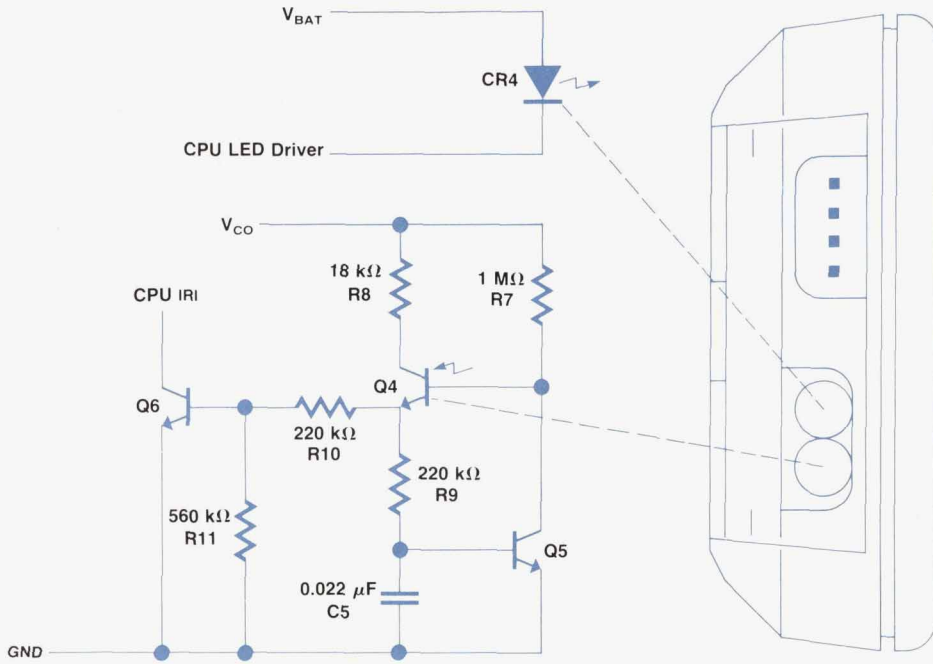 VBAT
CR4
CPU LED Driver
VCO
18 kΩ
R8
1 MΩ
R7
CPU IRI
Q4
Q6
220 kΩ
R10
220 kΩ
R9
560 kΩ
R11
Q5
0.022 μF
C5
GND